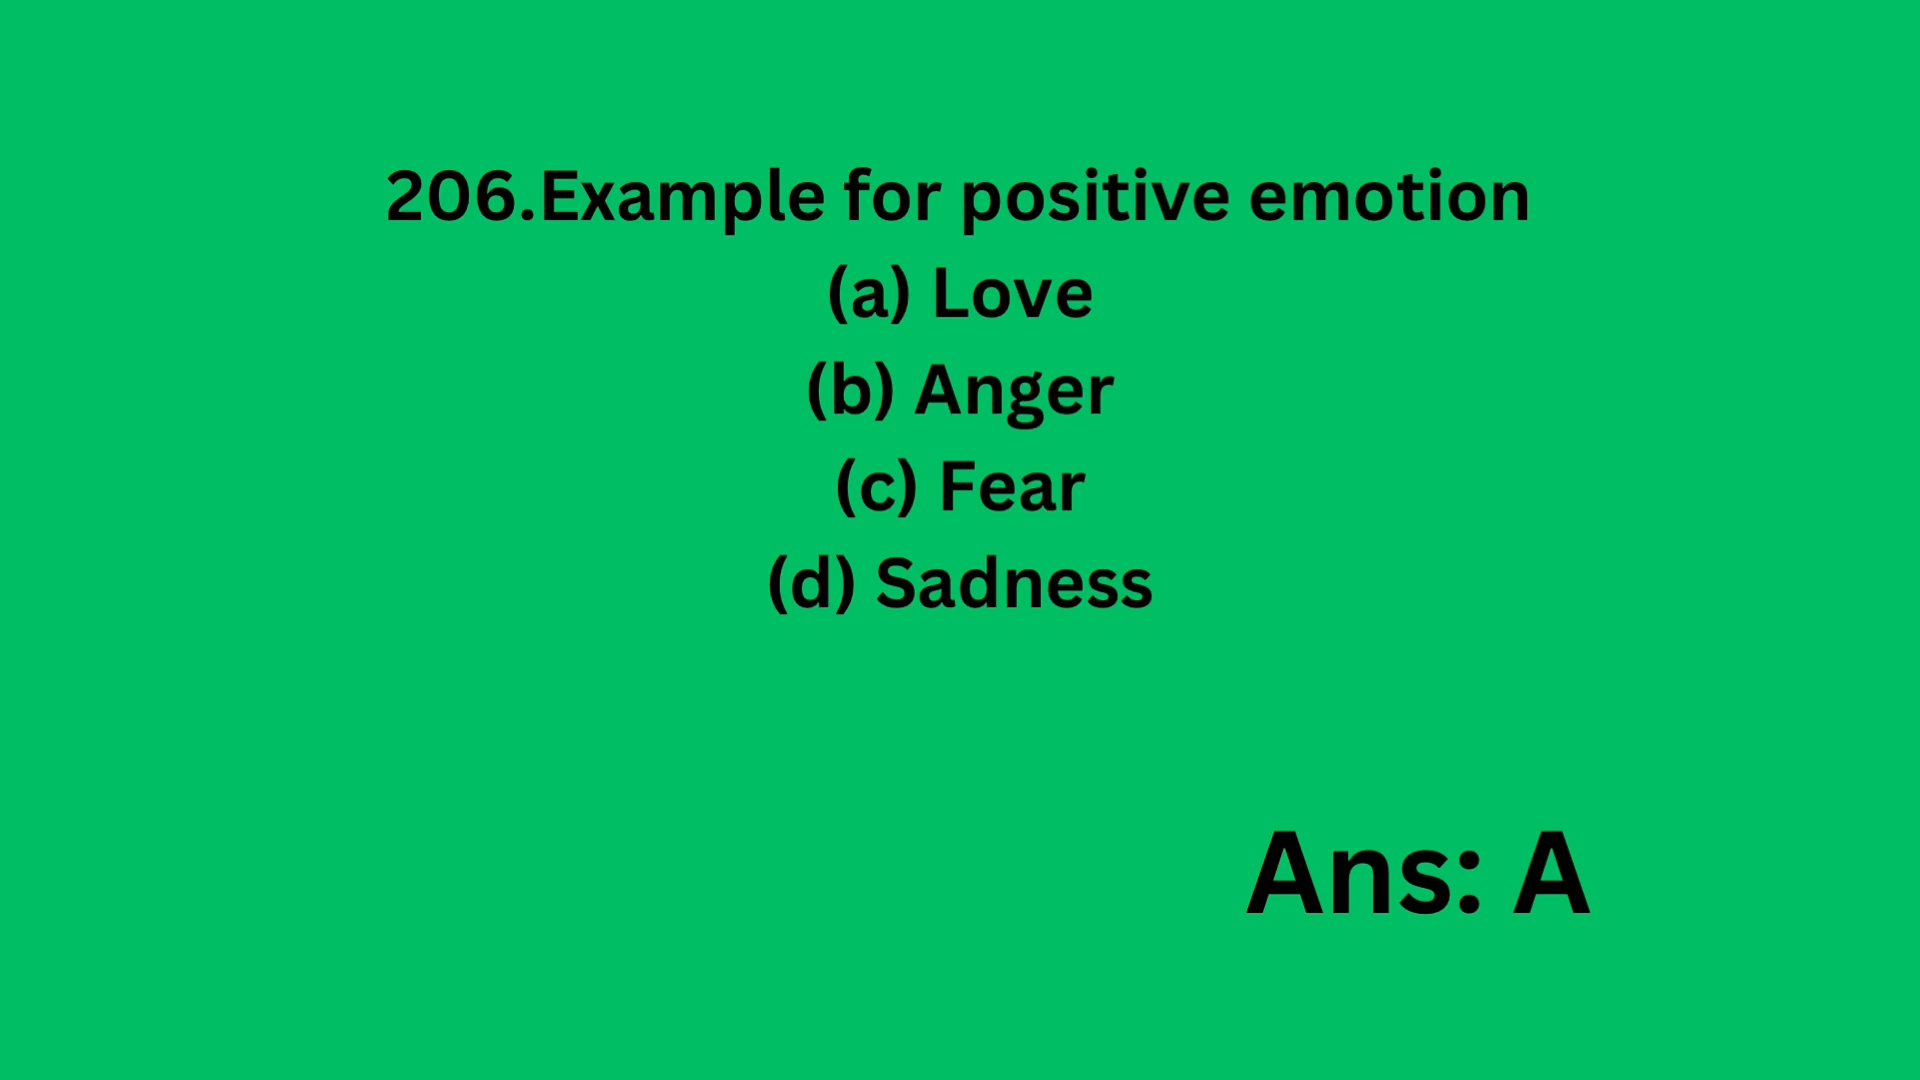 206.Example for positive emotion
(a) Love
(b) Anger
(c) Fear
(d) Sadness
Ans: A